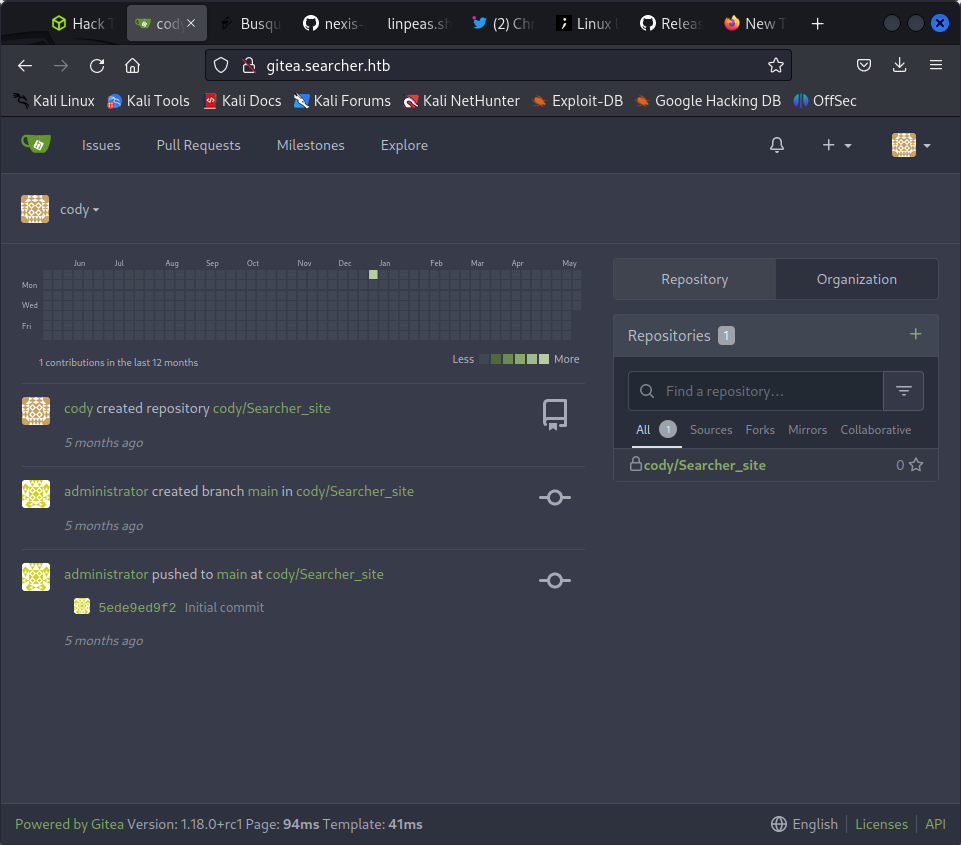 Hack T
cody
Busqu
nexis-
linpeas.sh
(2) Chr
Linux
Releas
New T
gitea.searcher.htb
Kali Linux
Kali Tools
Kali Docs
Kali Forums
Kali NetHunter
Exploit-DB
Google Hacking DB
OffSec
Issues
Pull Requests
Milestones
Explore
cody
Jun Jul Aug Sep Oct Nov Dec Jan Feb Mar Apr May
Mon
Wed
Fri
1 contributions in the last 12 months
Less
More
cody created repository cody/Searcher_site
5 months ago
administrator created branch main in cody/Searcher_site
5 months ago
administrator pushed to main at cody/Searcher_site
5ede9ed9f2 Initial commit
5 months ago
Repository
Organization
Repositories 1
Find a repository...
All 1 Sources Forks Mirrors Collaborative
cody/Searcher_site 0
Powered by Gitea Version: 1.18.0+rc1 Page: 94ms Template: 41ms
English
Licenses
API